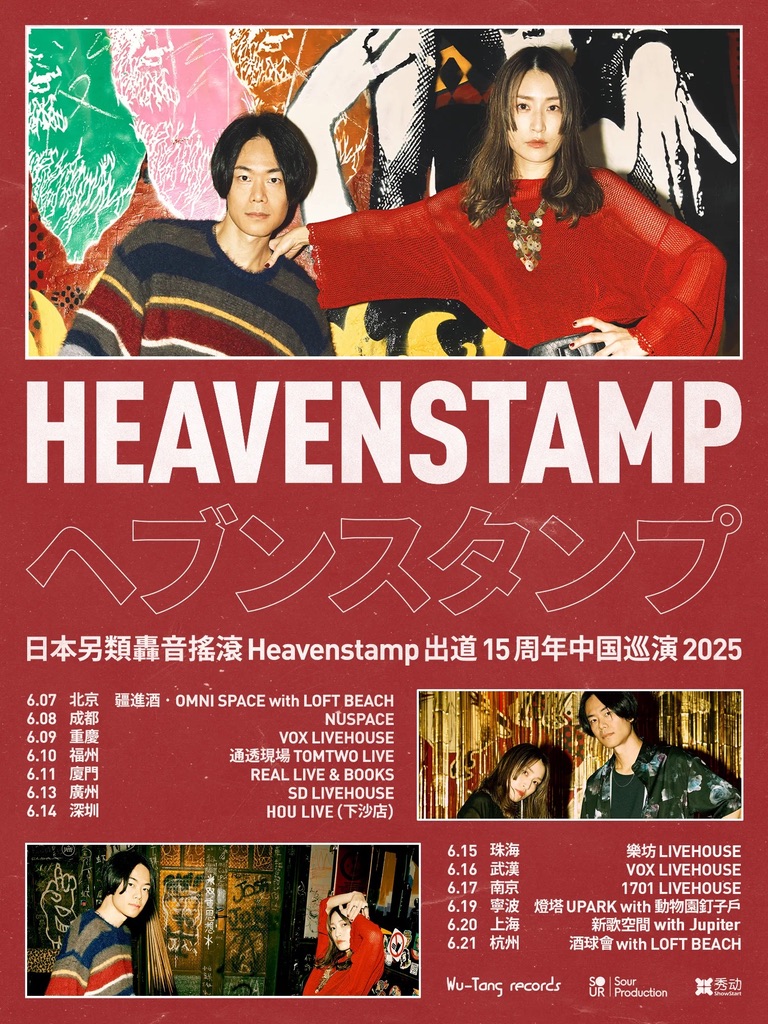 HEAVENSTAMP
ヘブンスタンプ
日本另類轟音搖滾 Heavenstamp 出道 15 周年中国巡演 2025
6.07 北京 疆進酒・OMNI SPACE with LOFT BEACH
6.08 成都 NUSPACE
6.09 重慶 VOX LIVEHOUSE
6.10 福州 通透現場 TOMTWO LIVE
6.11 廈門 REAL LIVE & BOOKS
6.13 廣州 SD LIVEHOUSE
6.14 深圳 HOU LIVE (下沙店)
6.15 珠海 樂坊 LIVEHOUSE
6.16 武漢 VOX LIVEHOUSE
6.17 南京 1701 LIVEHOUSE
6.19 寧波 燈塔 UPARK with 動物園釘子戶
6.20 上海 新歌空間 with Jupiter
6.21 杭州 酒球會 with LOFT BEACH
Wu-Tang records
SOUR Sour Production
秀动 ShowStart